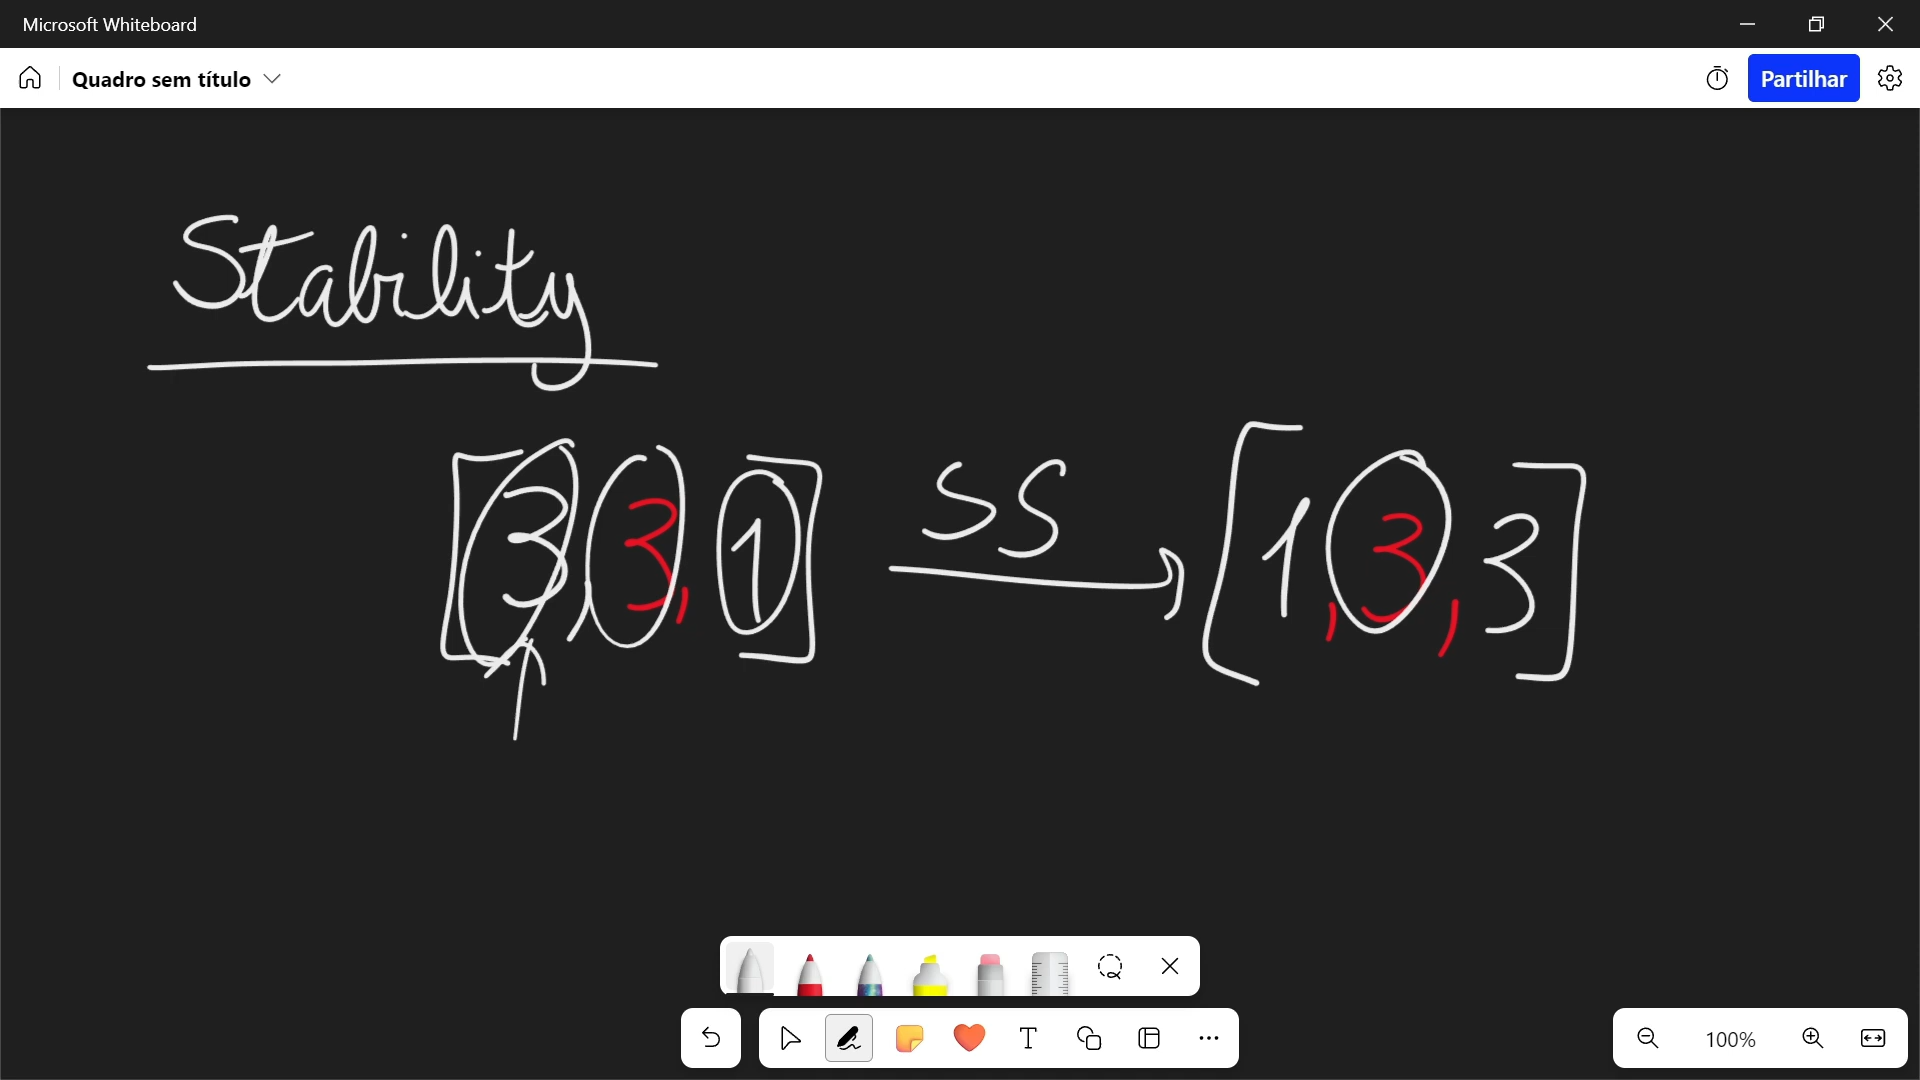 Microsoft Whiteboard
Quadro sem título
Partilhar
Stability
[3, 3, 1] SS [1, 3, 3]
T
100%